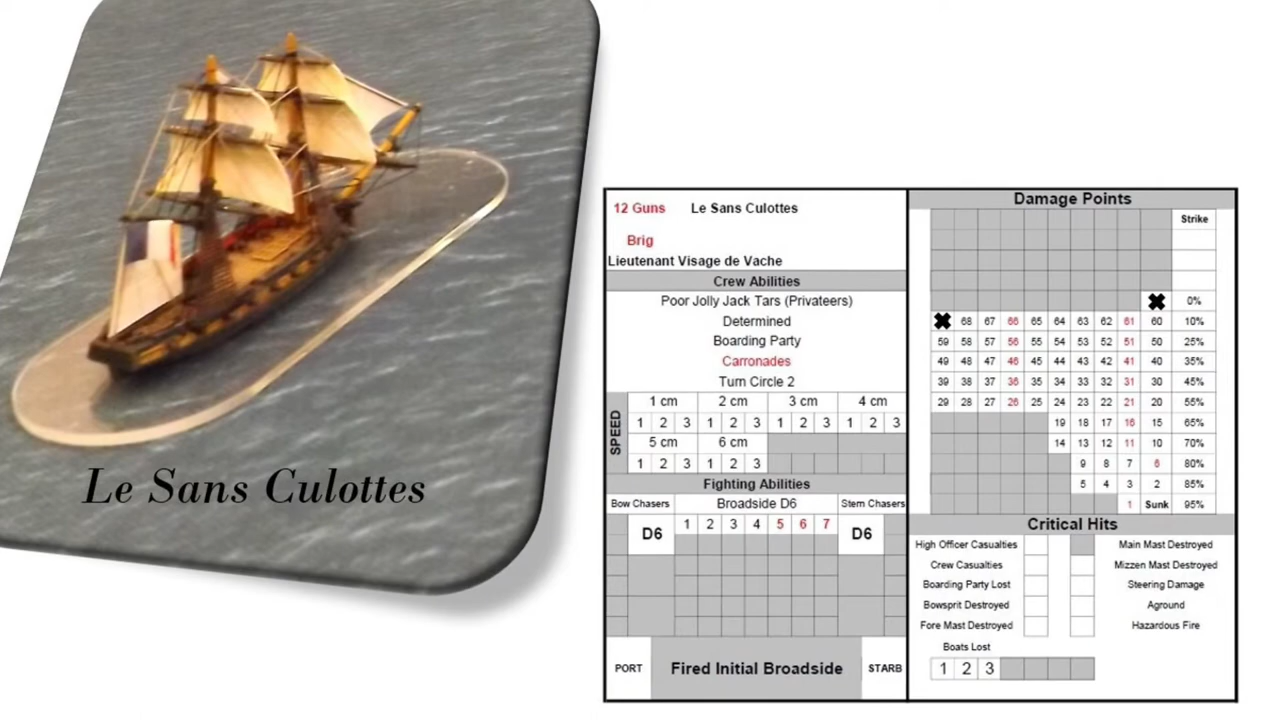 Le Sans Culottes
12 Guns Le Sans Culottes
Brig
Lieutenant Visage de Vache
Crew Abilities
Poor Jolly Jack Tars (Privateers)
Determined
Boarding Party
Carronades
Turn Circle 2
SPEED
1 cm 2 cm 3 cm 4 cm
1 2 3 1 2 3 1 2 3 1 2 3
5 cm 6 cm
1 2 3 1 2 3
Fighting Abilities
Bow Chasers Broadside D6 Stern Chasers
D6 1 2 3 4 5 6 7 D6
PORT Fired Initial Broadside STARB
Damage Points
Strike
0%
68 67 66 65 64 63 62 61 60 10%
59 58 57 56 55 54 53 52 51 50 25%
49 48 47 46 45 44 43 42 41 40 35%
39 38 37 36 35 34 33 32 31 30 45%
29 28 27 26 25 24 23 22 21 20 55%
19 18 17 16 15 65%
14 13 12 11 10 70%
9 8 7 6 80%
5 4 3 2 85%
1 Sunk 95%
Critical Hits
High Officer Casualties Main Mast Destroyed
Crew Casualties Mizzen Mast Destroyed
Boarding Party Lost Steering Damage
Bowsprit Destroyed Aground
Fore Mast Destroyed Hazardous Fire
Boats Lost
1 2 3